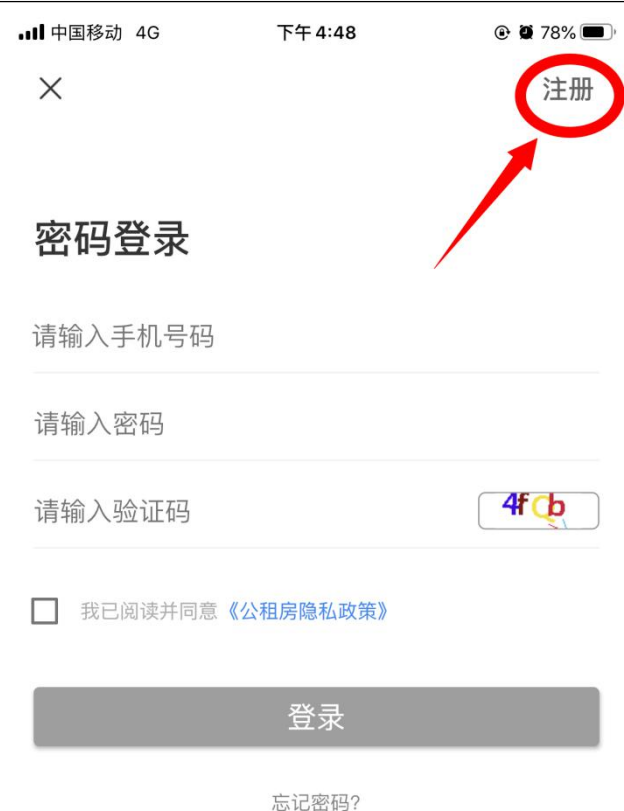 中国移动 4G 下午4:48 78%
注册
密码登录
请输入手机号码
请输入密码
请输入验证码 4fQb
我已阅读并同意《公租房隐私政策》
登录
忘记密码?